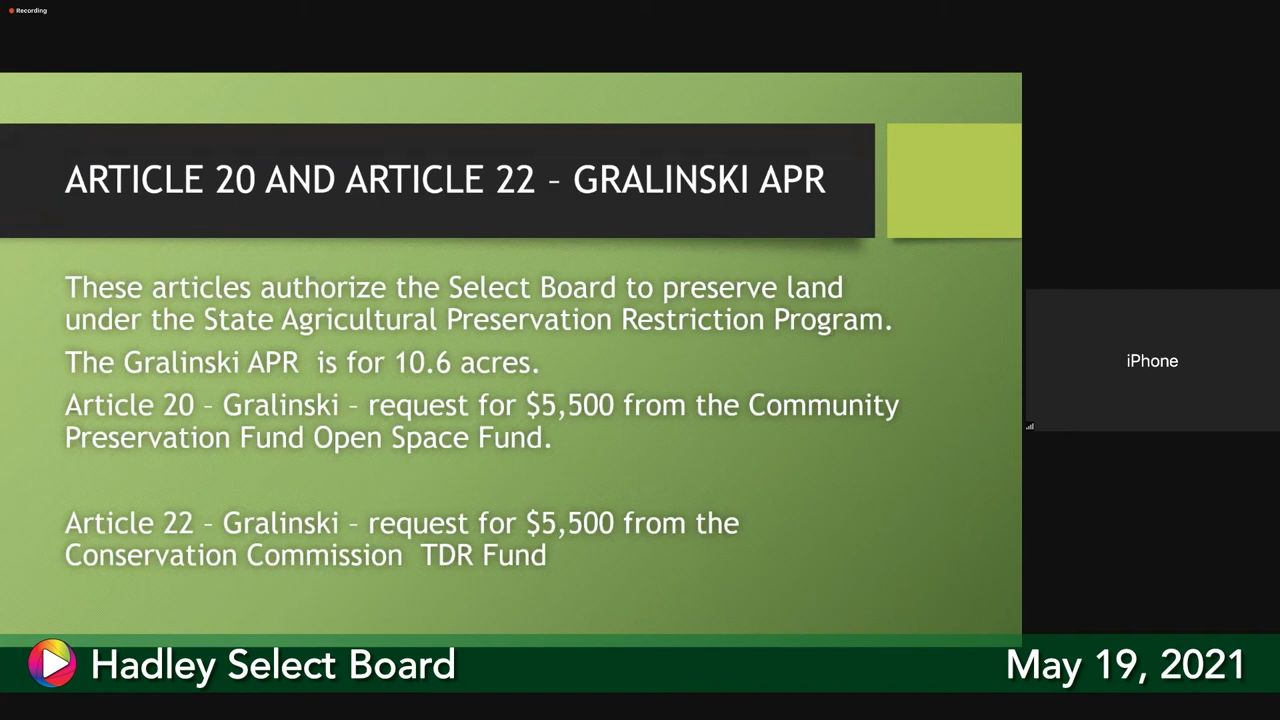 Recording
ARTICLE 20 AND ARTICLE 22 – GRALINSKI APR
These articles authorize the Select Board to preserve land
under the State Agricultural Preservation Restriction Program.
The Gralinski APR  is for 10.6 acres.
Article 20 – Gralinski – request for $5,500 from the Community
Preservation Fund Open Space Fund.
Article 22 – Gralinski – request for $5,500 from the
Conservation Commission  TDR Fund
iPhone
Hadley Select Board
May 19, 2021